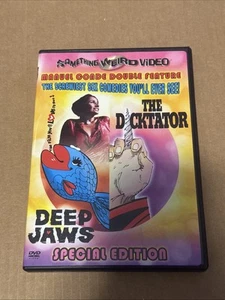 SOMETHING WEIRD VIDEO
MANUEL CONDE DOUBLE FEATURE
THE SCREWIEST SEX COMEDIES YOU'LL EVER SEE!
THE
DICKTATOR
DEEP
JAWS
DVD
SPECIAL EDITION